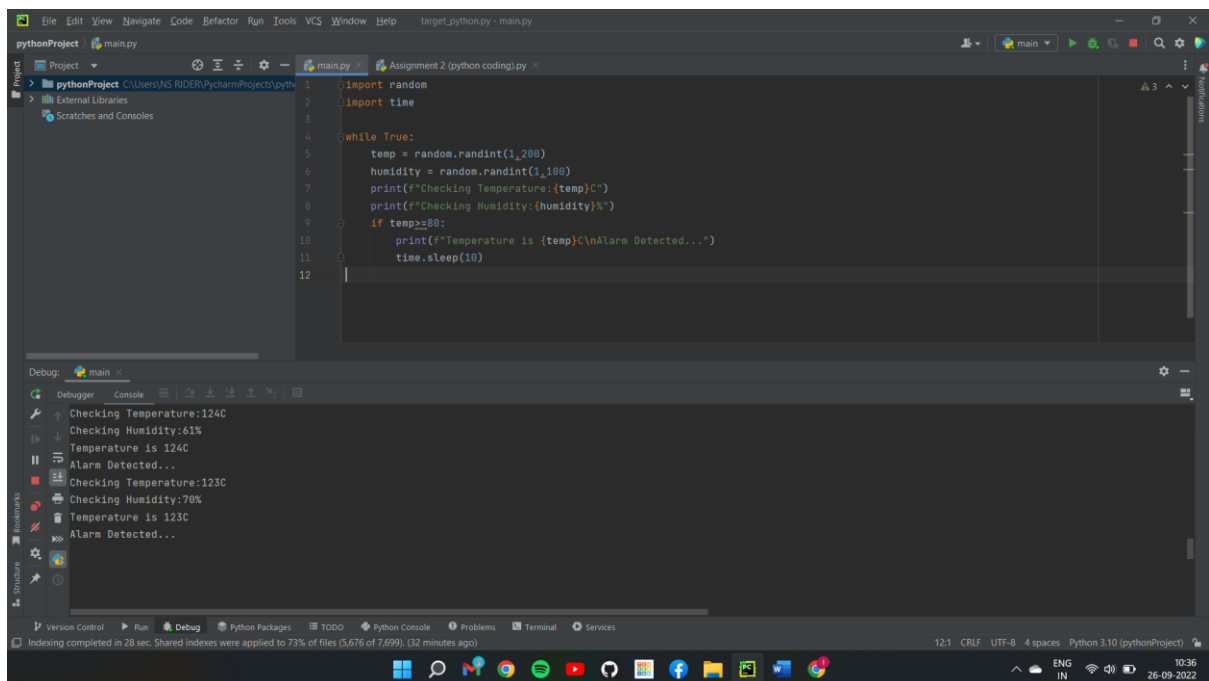 File Edit View Navigate Code Refactor Run Tools VCS Window Help target_python.py - main.py
pythonProject main.py
main
Project
Project
main.py
Assignment 2 (python coding).py
Notifications
pythonProject C:\Users\NS RIDER\PycharmProjects\pyth
External Libraries
Scratches and Consoles
3
1 import random
2 import time
3
4 while True:
5 temp = random.randint(1,200)
6 humidity = random.randint(1,100)
7 print(f"Checking Temperature:{temp}C")
8 print(f"Checking Humidity:{humidity}%")
9 if temp>=80:
10 print(f"Temperature is {temp}C\nAlarm Detected...")
11 time.sleep(10)
12
Debug: main
Debugger Console
Checking Temperature:124C
Checking Humidity:61%
Temperature is 124C
Alarm Detected...
Checking Temperature:123C
Checking Humidity:70%
Temperature is 123C
Alarm Detected...
Bookmarks
Structure
Version Control Run Debug Python Packages TODO Python Console Problems Terminal Services
Indexing completed in 28 sec. Shared indexes were applied to 73% of files (5,676 of 7,699). (32 minutes ago) 12:1 CRLF UTF-8 4 spaces Python 3.10 (pythonProject)
PC
ENG
IN
10:36
26-09-2022